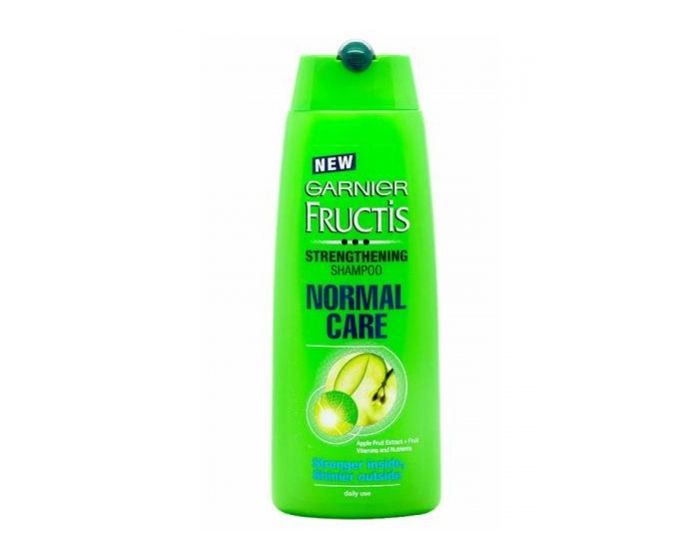 NEW
GARNIER
FRUCTIS
STRENGTHENING
SHAMPOO
NORMAL
CARE
Apple Fruit Extract + Fruit
Vitamins and Nutrients
Stronger inside,
Shinier outside
daily use